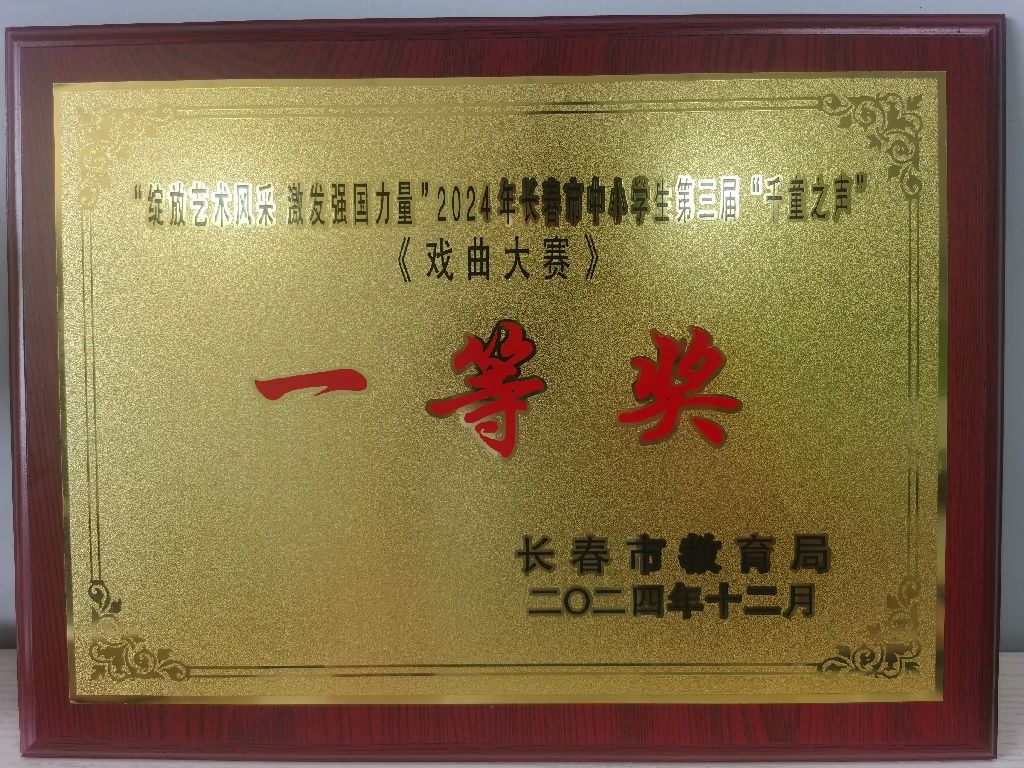 “绽放艺术风采 激发强国力量”2024年长春市中小学生第三届“千童之声”
《戏曲大赛》
一等奖
长春市教育局
二〇二四年十二月